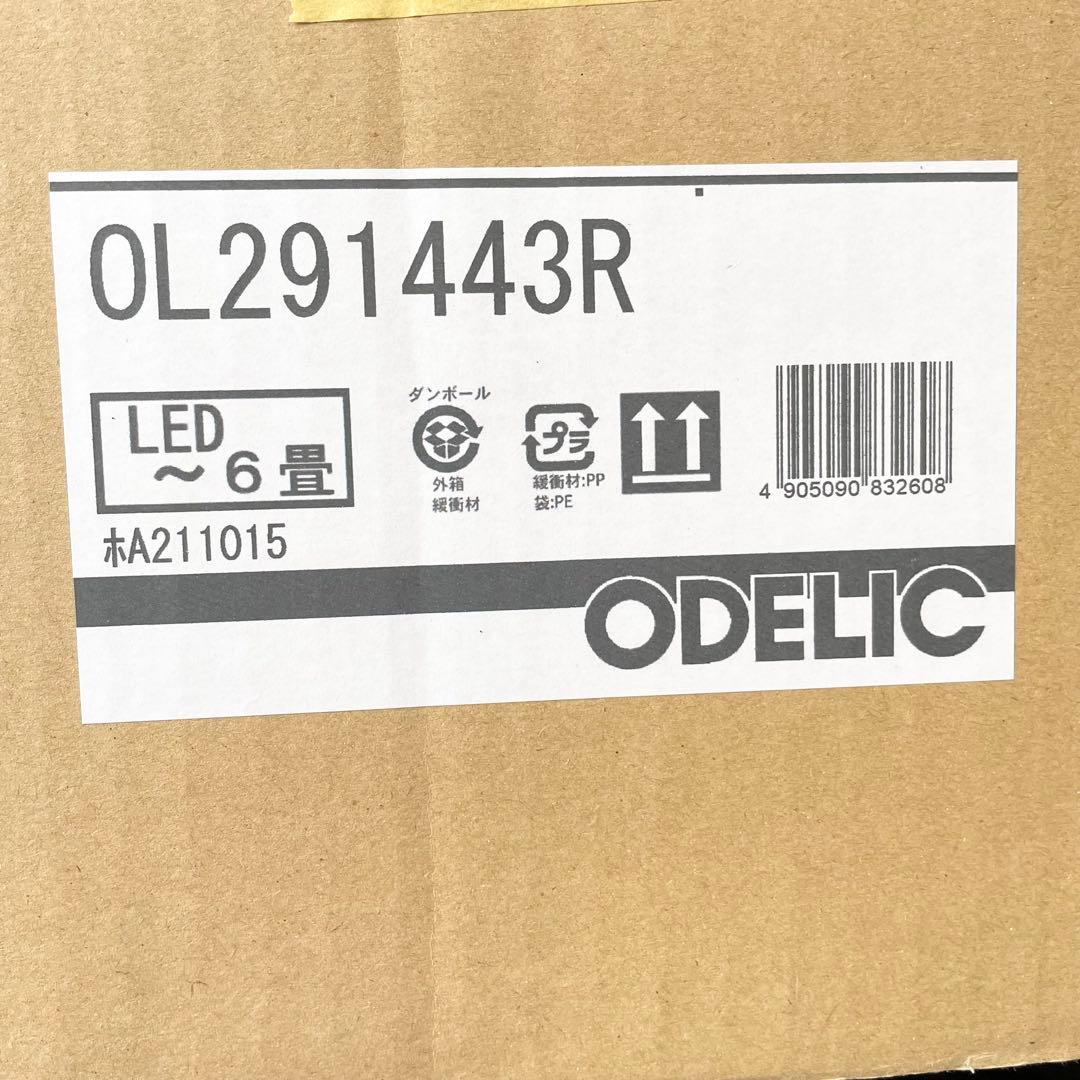 OL291443R
LED
～6畳
ダンボール
外箱
緩衝材
プラ
緩衝材:PP
袋:PE
4 905090 832608
ホA211015
ODELIC